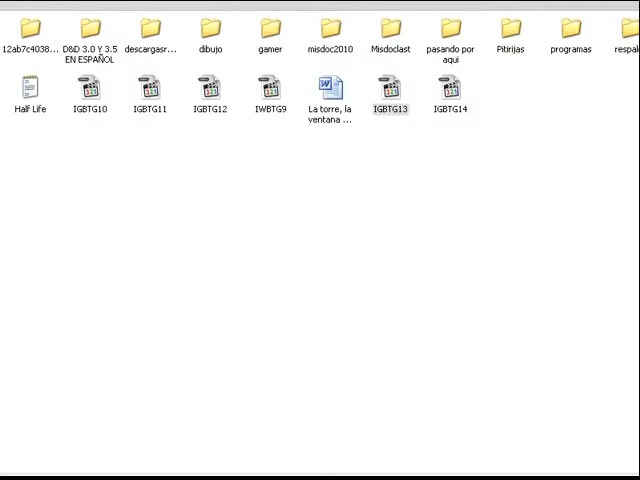 12ab7c4038... D&D 3.0 Y 3.5 descargasr... dibujo gamer misdoc2010 Misdoclast pasando por Pitirijas programas respal
EN ESPAÑOL aqui
Half Life IGBTG10 IGBTG11 IGBTG12 IWBTG9 La torre, la IGBTG13 IGBTG14
ventana ...